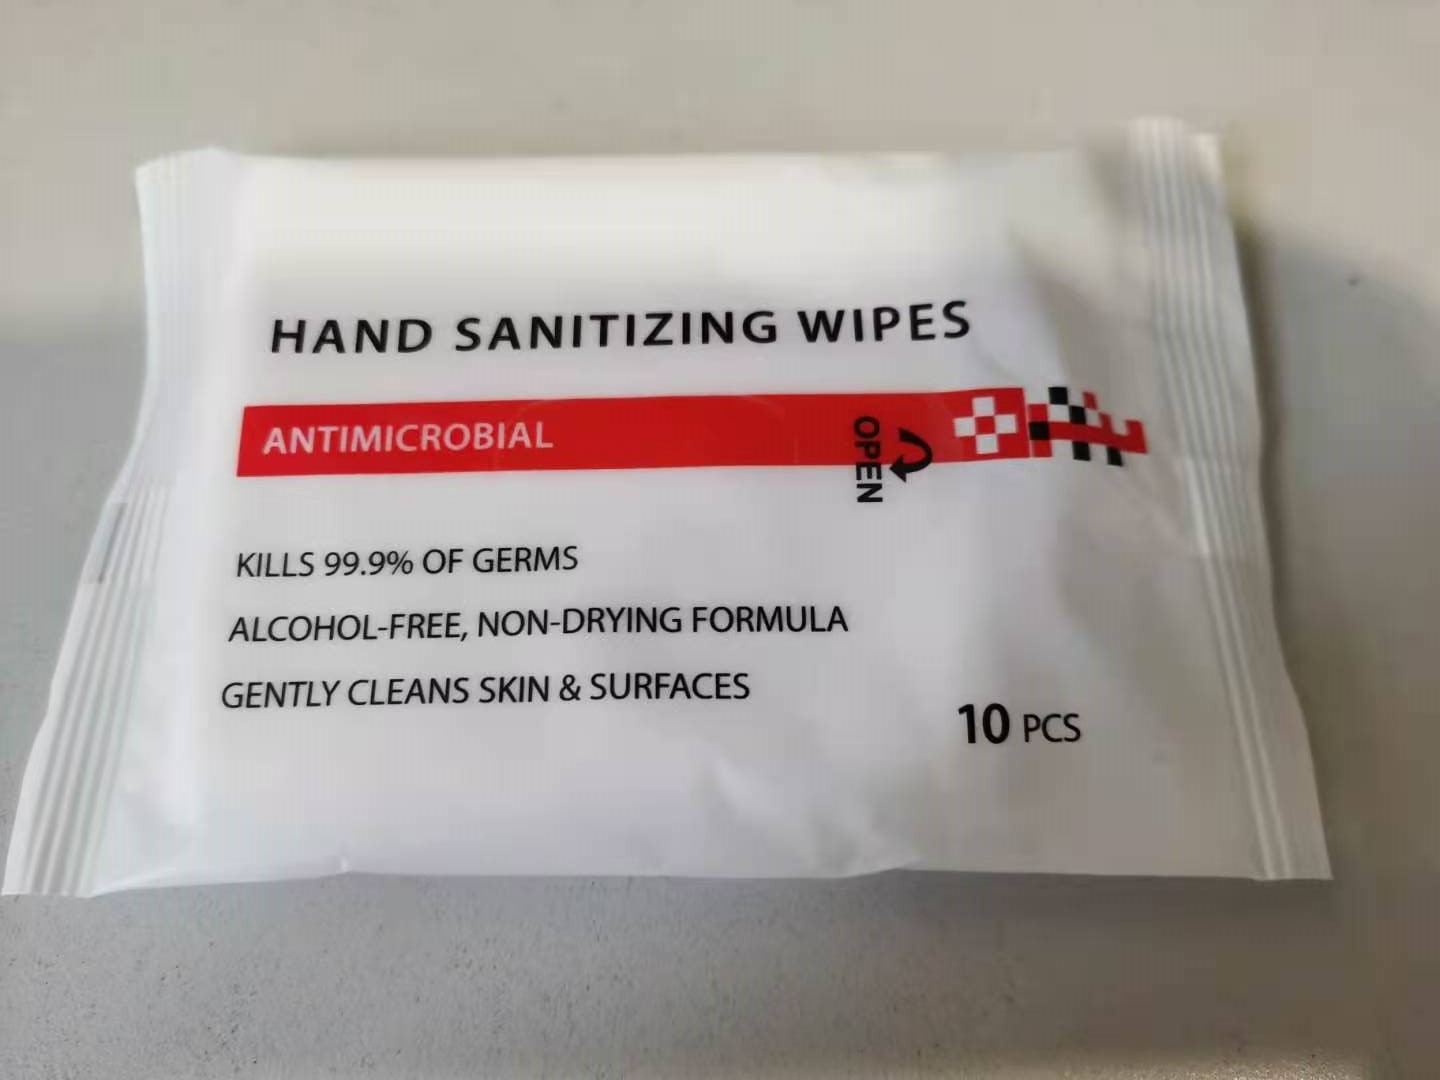 HAND SANITIZING WIPES
ANTIMICROBIAL
OPEN
KILLS 99.9% OF GERMS
ALCOHOL-FREE, NON-DRYING FORMULA
GENTLY CLEANS SKIN & SURFACES
10 PCS